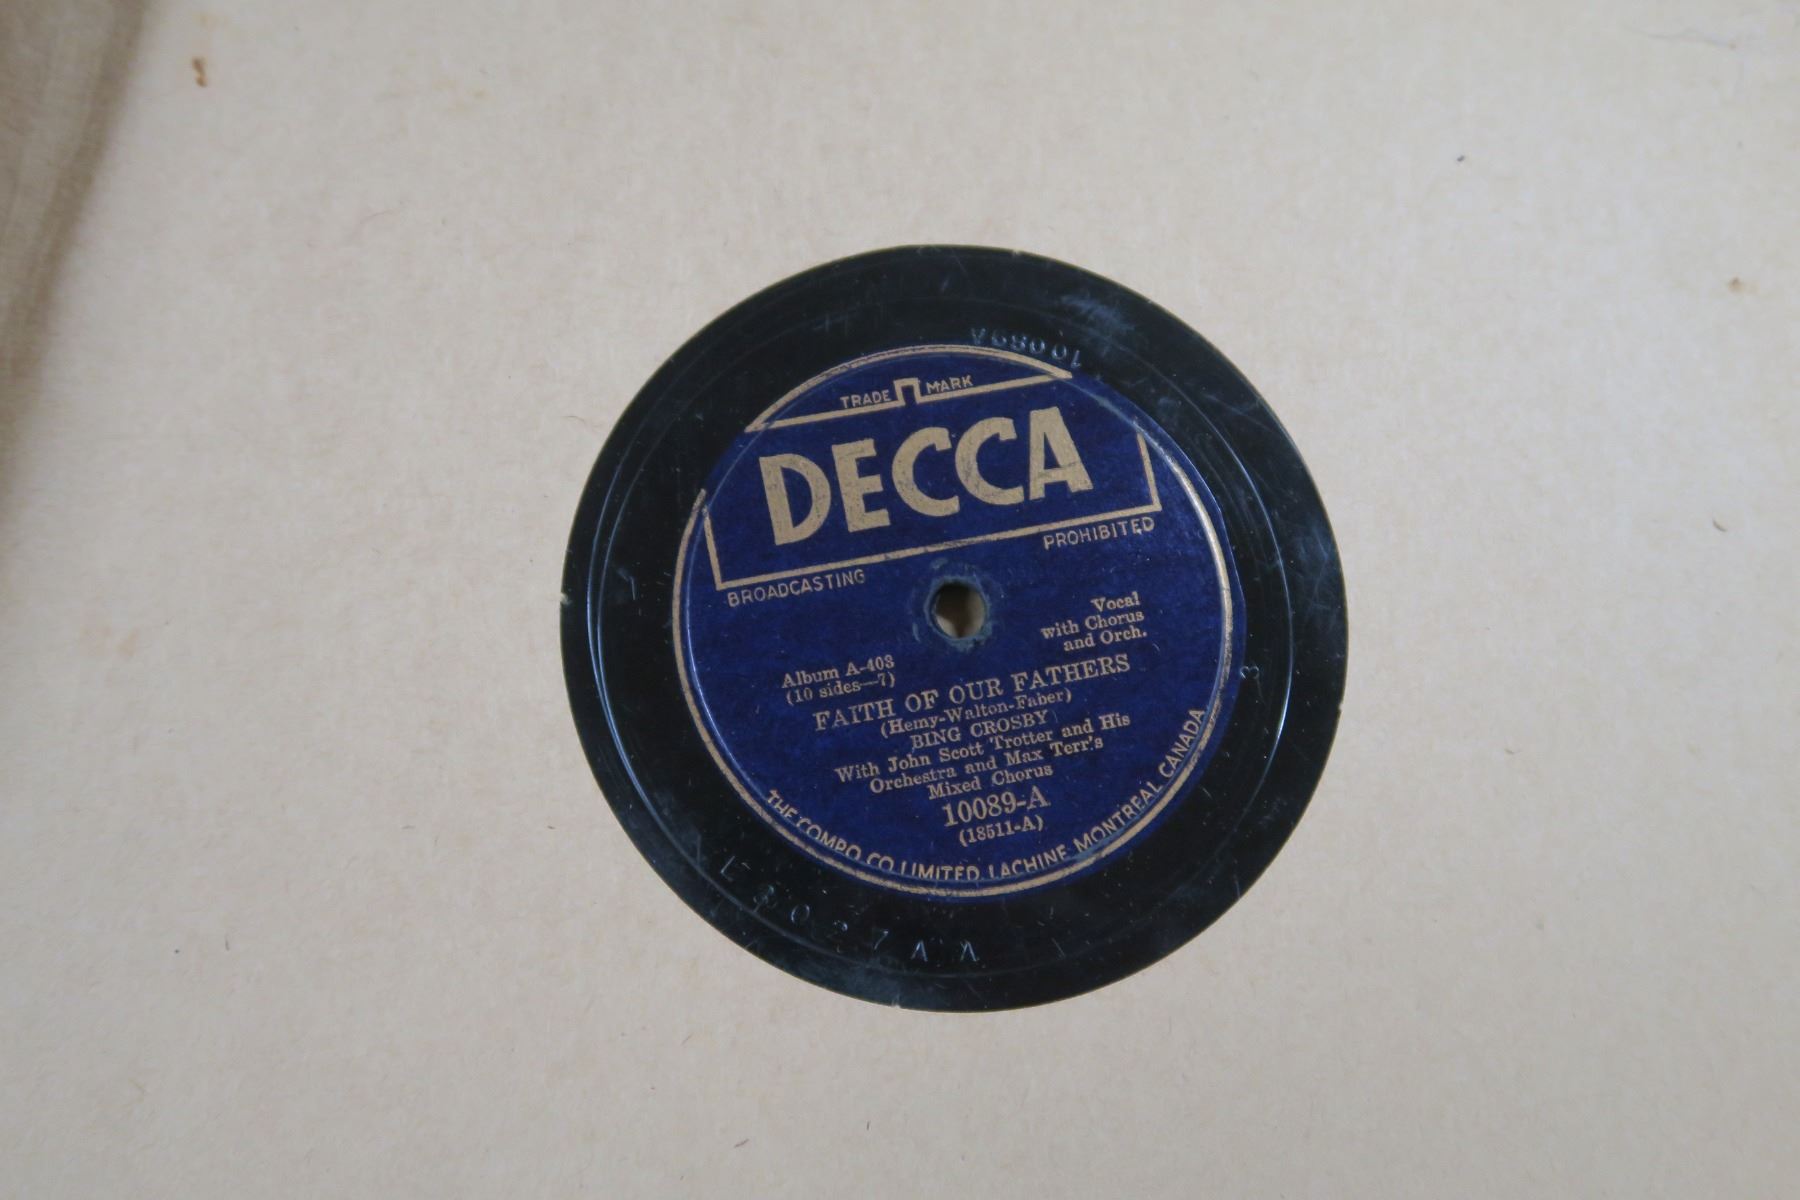 10089A
TRADE MARK
DECCA
BROADCASTING PROHIBITED
Vocal
with Chorus
and Orch.
Album A-403
(10 sides—7)
FAITH OF OUR FATHERS
(Hemy-Walton-Faber)
BING CROSBY
With John Scott Trotter and His
Orchestra and Max Terr's
Mixed Chorus
10089-A
(18511-A)
THE COMPO CO. LIMITED, LACHINE, MONTREAL, CANADA
3